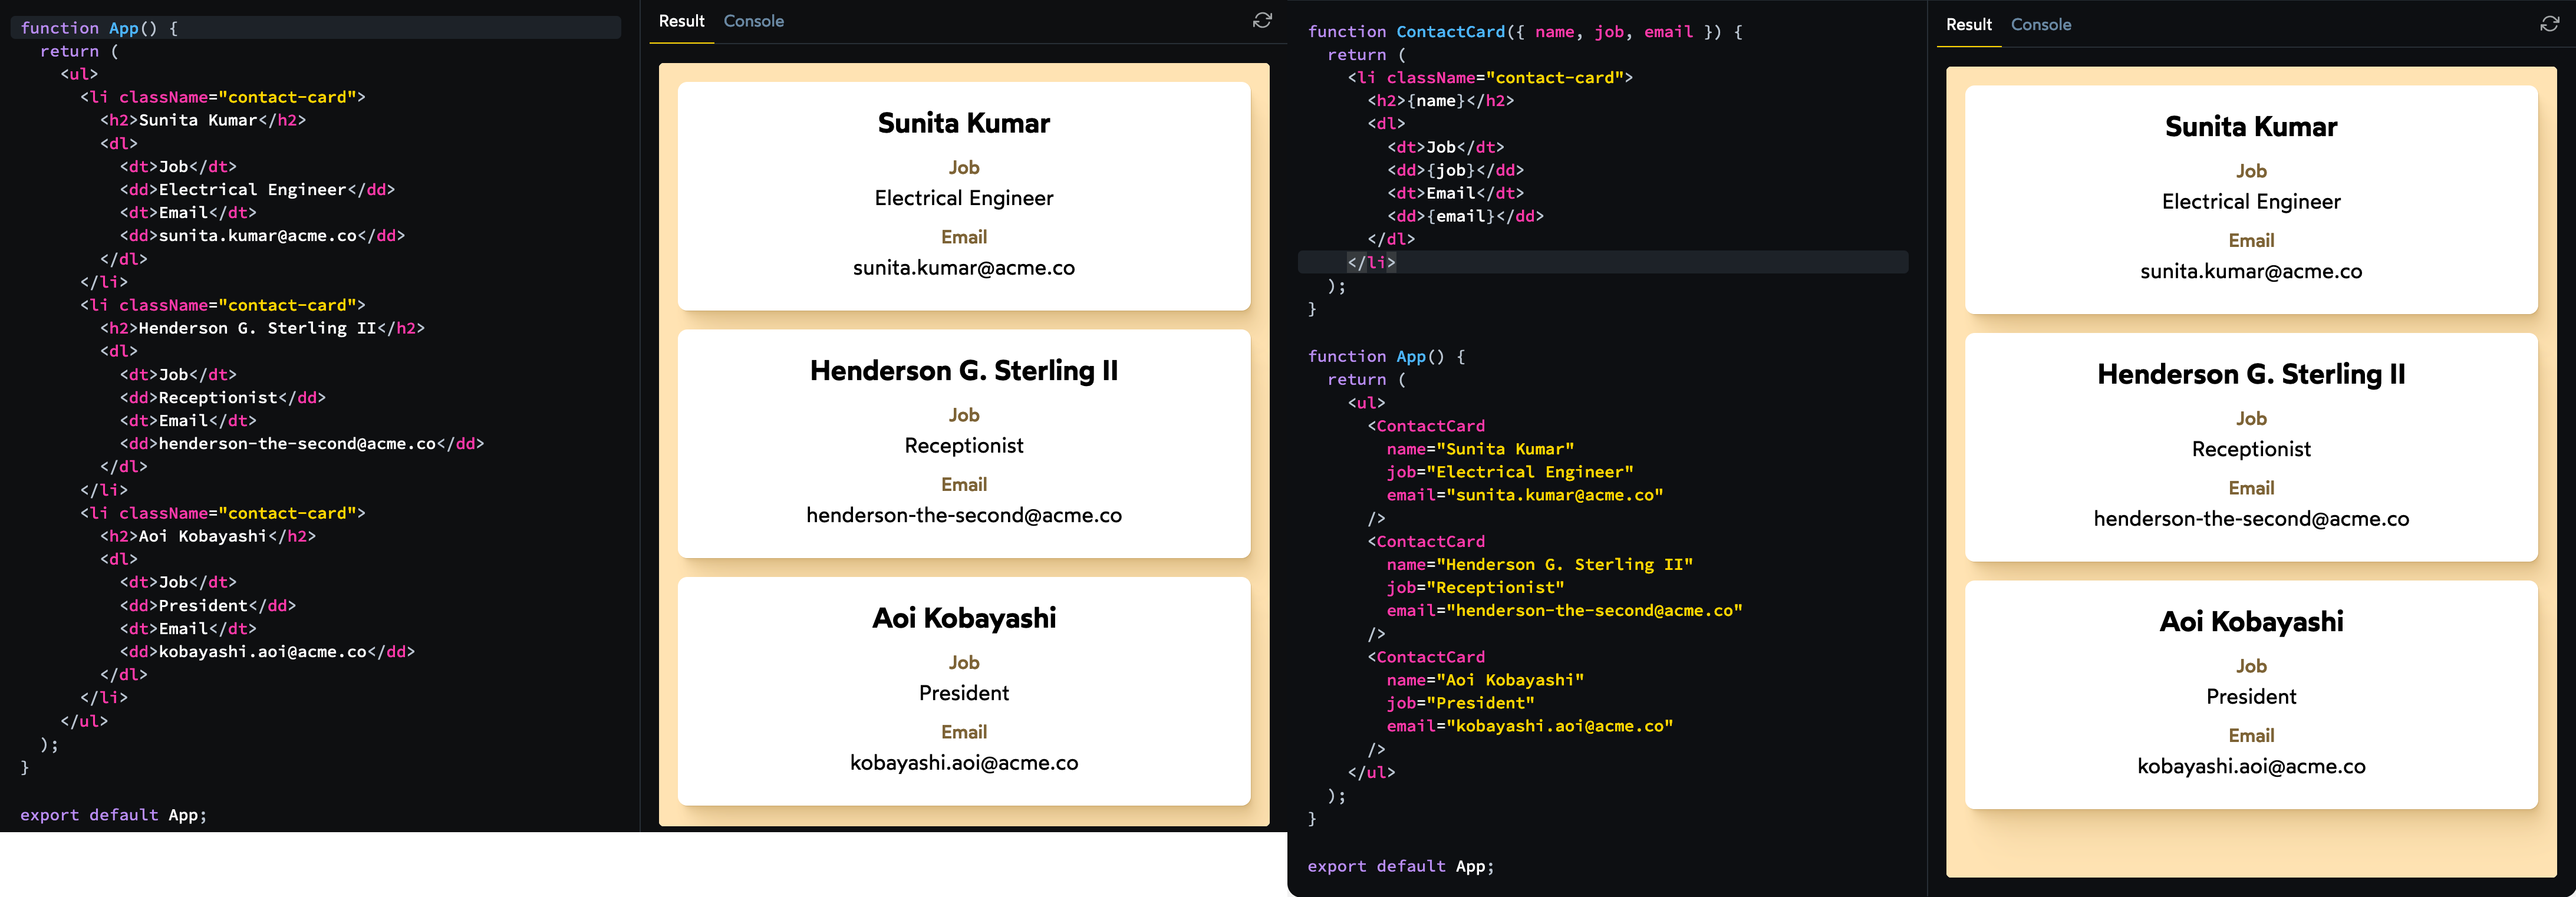 function App() {
  return (
    <ul>
      <li className="contact-card">
        <h2>Sunita Kumar</h2>
        <dl>
          <dt>Job</dt>
          <dd>Electrical Engineer</dd>
          <dt>Email</dt>
          <dd>sunita.kumar@acme.co</dd>
        </dl>
      </li>
      <li className="contact-card">
        <h2>Henderson G. Sterling II</h2>
        <dl>
          <dt>Job</dt>
          <dd>Receptionist</dd>
          <dt>Email</dt>
          <dd>henderson-the-second@acme.co</dd>
        </dl>
      </li>
      <li className="contact-card">
        <h2>Aoi Kobayashi</h2>
        <dl>
          <dt>Job</dt>
          <dd>President</dd>
          <dt>Email</dt>
          <dd>kobayashi.aoi@acme.co</dd>
        </dl>
      </li>
    </ul>
  );
}
export default App;
Result Console
Sunita Kumar
Job
Electrical Engineer
Email
sunita.kumar@acme.co
Henderson G. Sterling II
Job
Receptionist
Email
henderson-the-second@acme.co
Aoi Kobayashi
Job
President
Email
kobayashi.aoi@acme.co
function ContactCard({ name, job, email }) {
  return (
    <li className="contact-card">
      <h2>{name}</h2>
      <dl>
        <dt>Job</dt>
        <dd>{job}</dd>
        <dt>Email</dt>
        <dd>{email}</dd>
      </dl>
    </li>
  );
}
function App() {
  return (
    <ul>
      <ContactCard
        name="Sunita Kumar"
        job="Electrical Engineer"
        email="sunita.kumar@acme.co"
      />
      <ContactCard
        name="Henderson G. Sterling II"
        job="Receptionist"
        email="henderson-the-second@acme.co"
      />
      <ContactCard
        name="Aoi Kobayashi"
        job="President"
        email="kobayashi.aoi@acme.co"
      />
    </ul>
  );
}
export default App;
Result Console
Sunita Kumar
Job
Electrical Engineer
Email
sunita.kumar@acme.co
Henderson G. Sterling II
Job
Receptionist
Email
henderson-the-second@acme.co
Aoi Kobayashi
Job
President
Email
kobayashi.aoi@acme.co